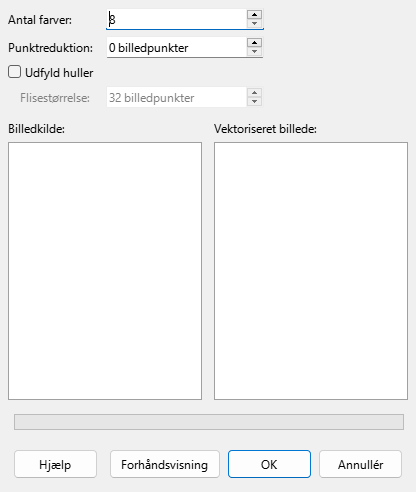 Antal farver: 8
Punktreduktion: 0 billedpunkter
Udfyld huller
Flisestørrelse: 32 billedpunkter
Billedkilde: Vektoriseret billede:
Hjælp Forhåndsvisning OK Annullér